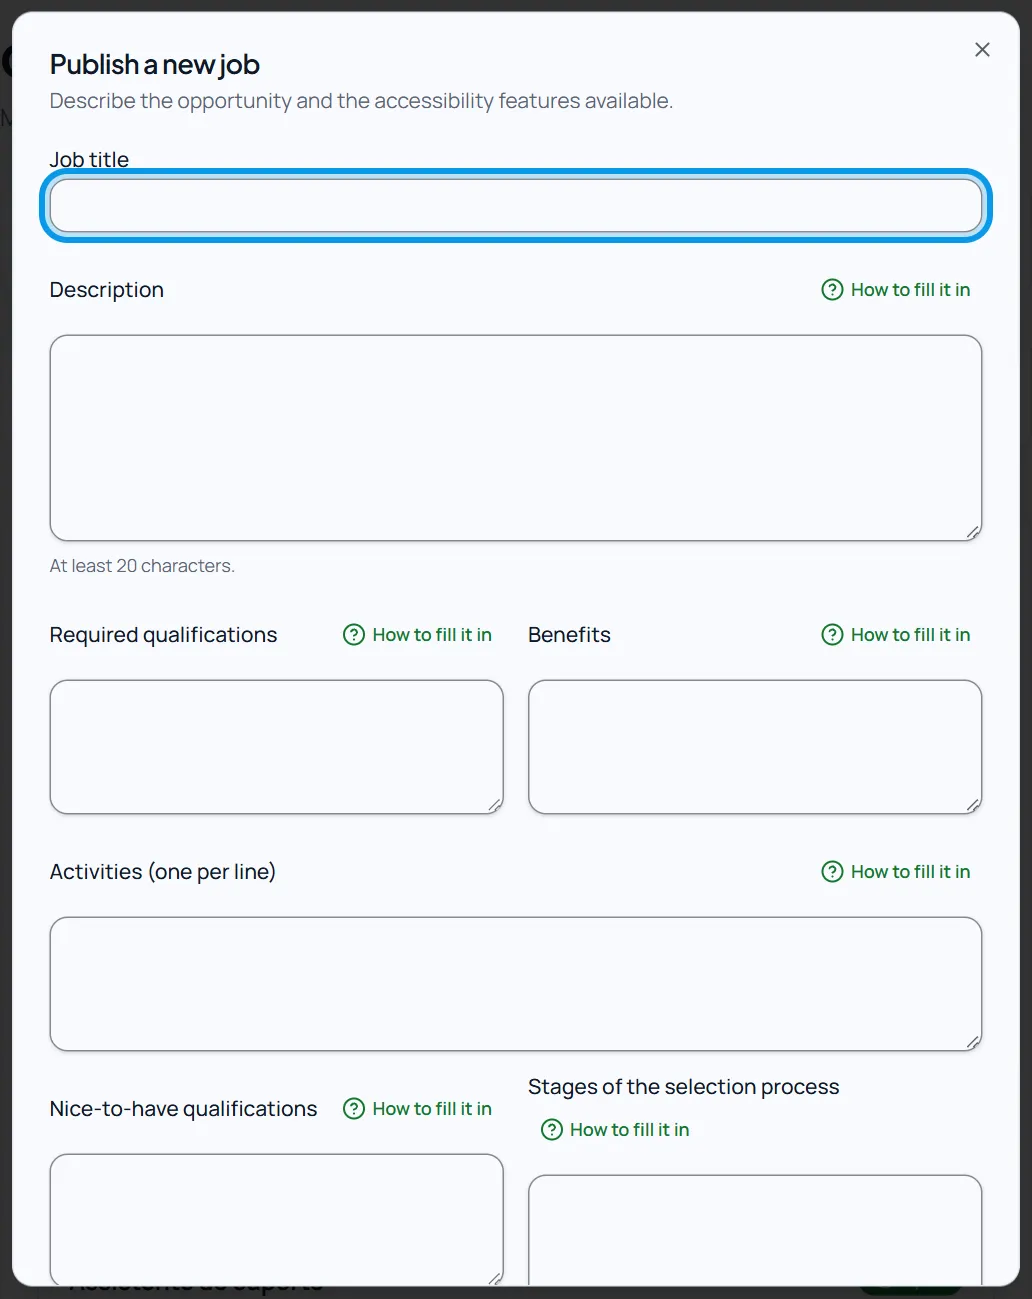 Publish a new job
Describe the opportunity and the accessibility features available.
Job title
Description
How to fill it in
At least 20 characters.
Required qualifications
How to fill it in
Benefits
How to fill it in
Activities (one per line)
How to fill it in
Nice-to-have qualifications
How to fill it in
Stages of the selection process
How to fill it in